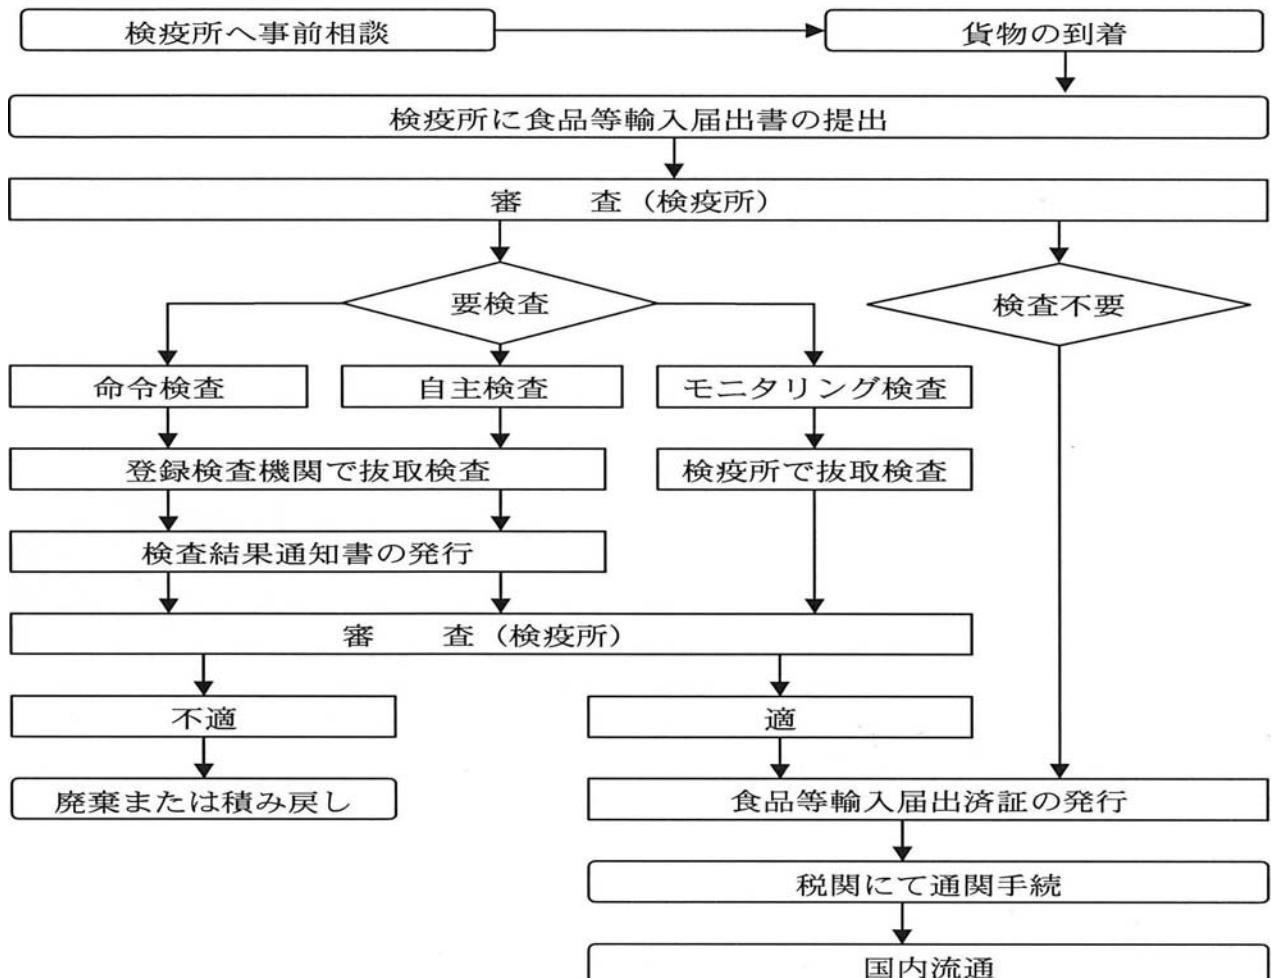 検疫所へ事前相談
貨物の到着
検疫所に食品等輸入届出書の提出
審　　査（検疫所）
要検査
検査不要
命令検査
自主検査
モニタリング検査
登録検査機関で抜取検査
検疫所で抜取検査
検査結果通知書の発行
審　　査（検疫所）
不適
適
廃棄または積み戻し
食品等輸入届出済証の発行
税関にて通関手続
国内流通